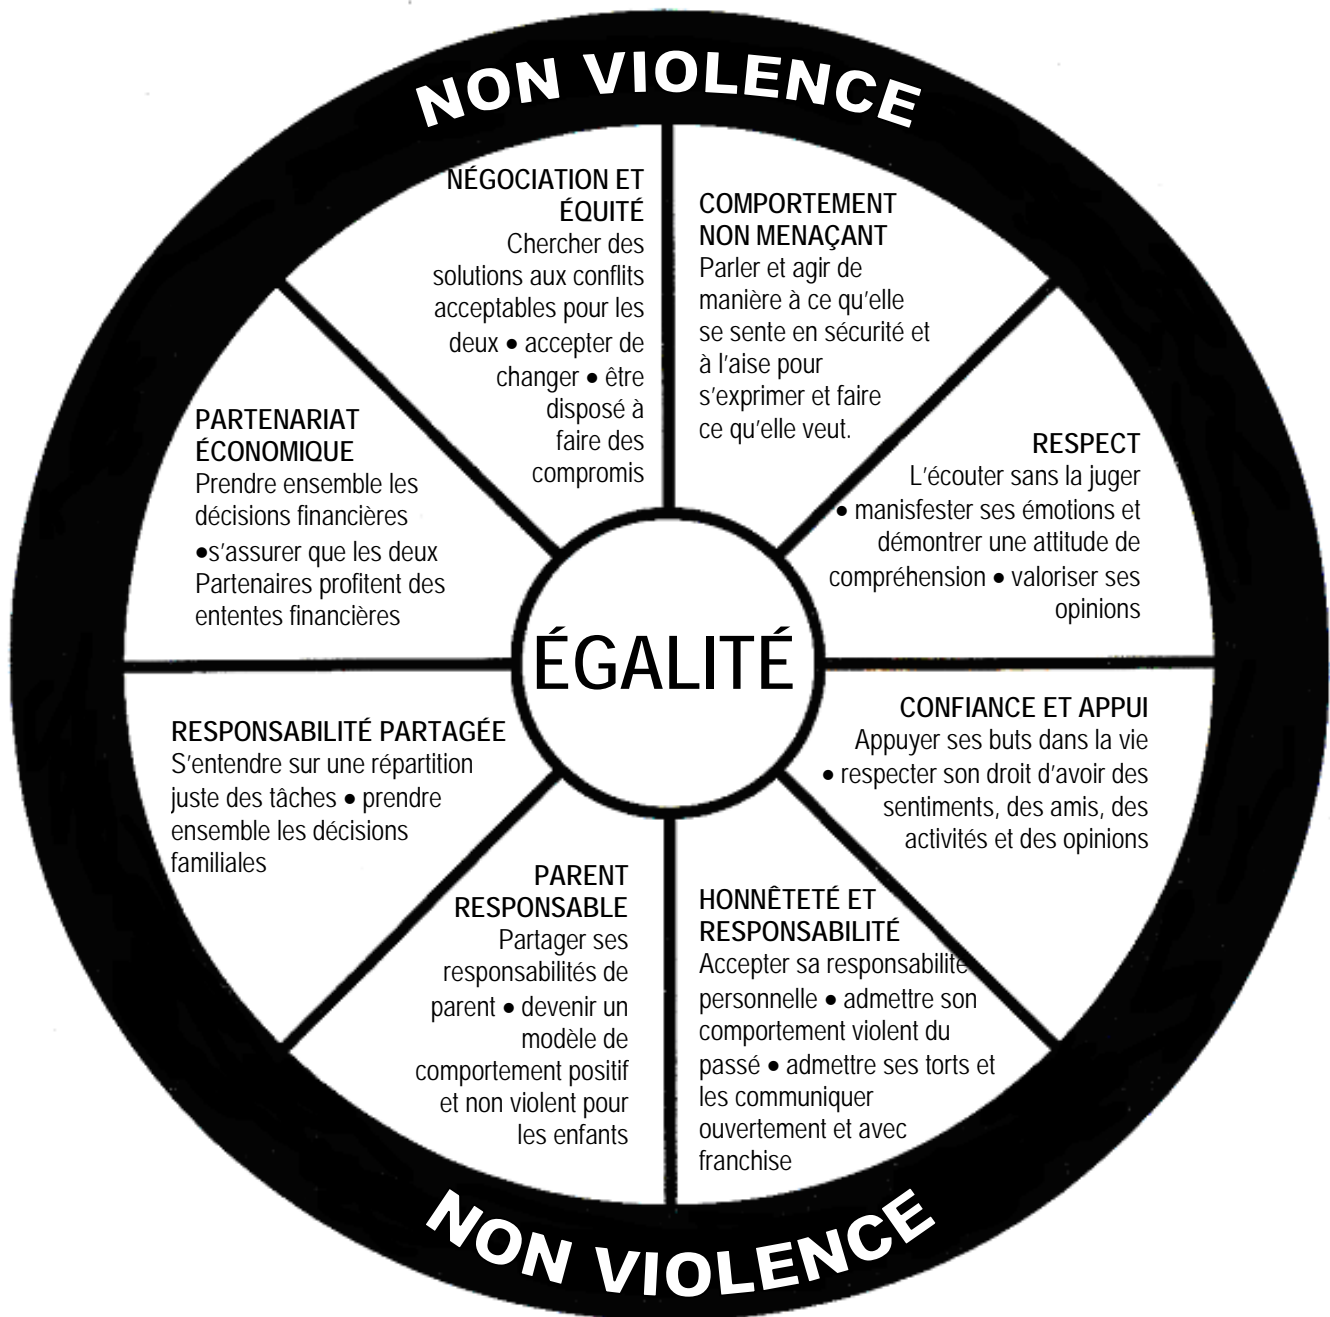 NON VIOLENCE
NÉGOCIATION ET
ÉQUITÉ
Chercher des
solutions aux conflits
acceptables pour les
deux • accepter de
changer • être
disposé à
faire des
compromis
COMPORTEMENT
NON MENAÇANT
Parler et agir de
manière à ce qu'elle
se sente en sécurité et
à l'aise pour
s'exprimer et faire
ce qu'elle veut.
PARTENARIAT
ÉCONOMIQUE
Prendre ensemble les
décisions financières
•s'assurer que les deux
Partenaires profitent des
ententes financières
RESPECT
L'écouter sans la juger
• manisfester ses émotions et
démontrer une attitude de
compréhension • valoriser ses
opinions
ÉGALITÉ
RESPONSABILITÉ PARTAGÉE
S'entendre sur une répartition
juste des tâches • prendre
ensemble les décisions
familiales
CONFIANCE ET APPUI
Appuyer ses buts dans la vie
• respecter son droit d'avoir des
sentiments, des amis, des
activités et des opinions
PARENT
RESPONSABLE
Partager ses
responsabilités de
parent • devenir un
modèle de
comportement positif
et non violent pour
les enfants
HONNÊTETÉ ET
RESPONSABILITÉ
Accepter sa responsabilité
personnelle • admettre son
comportement violent du
passé • admettre ses torts et
les communiquer
ouvertement et avec
franchise
NON VIOLENCE